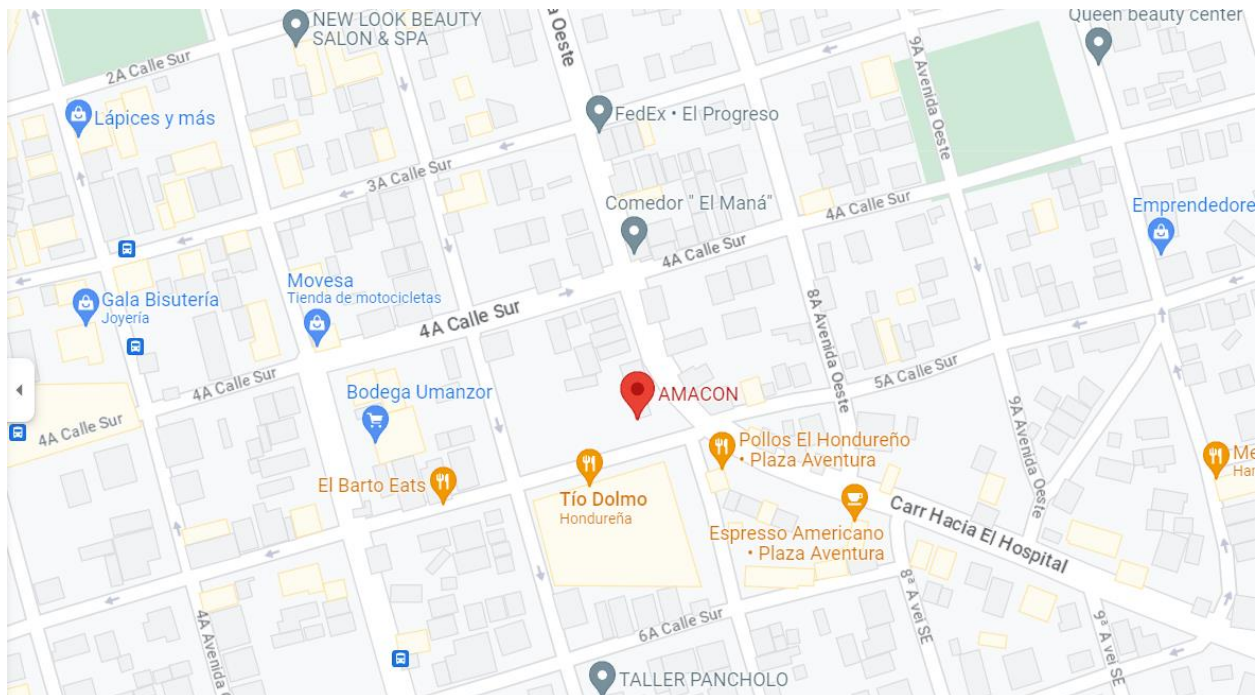 NEW LOOK BEAUTY
SALON & SPA
a Oeste
Queen beauty center
2A Calle Sur
9A Avenida Oeste
Lápices y más
FedEx • El Progreso
3A Calle Sur
Comedor " El Maná"
4A Calle Sur
Emprendedore
4A Calle Sur
Movesa
Tienda de motocicletas
Gala Bisutería
Joyería
4A Calle Sur
8A Avenida Oeste
4A Calle Sur
5A Calle Sur
AMACON
Bodega Umanzor
4A Calle Sur
9A Avenida Oeste
Pollos El Hondureño
• Plaza Aventura
Me
Har
El Barto Eats
Tío Dolmo
Hondureña
Espresso Americano
• Plaza Aventura
Carr Hacia El Hospital
8ª A vei SE
4A Avenida O
6A Calle Sur
9ª A vei SE
TALLER PANCHOLO